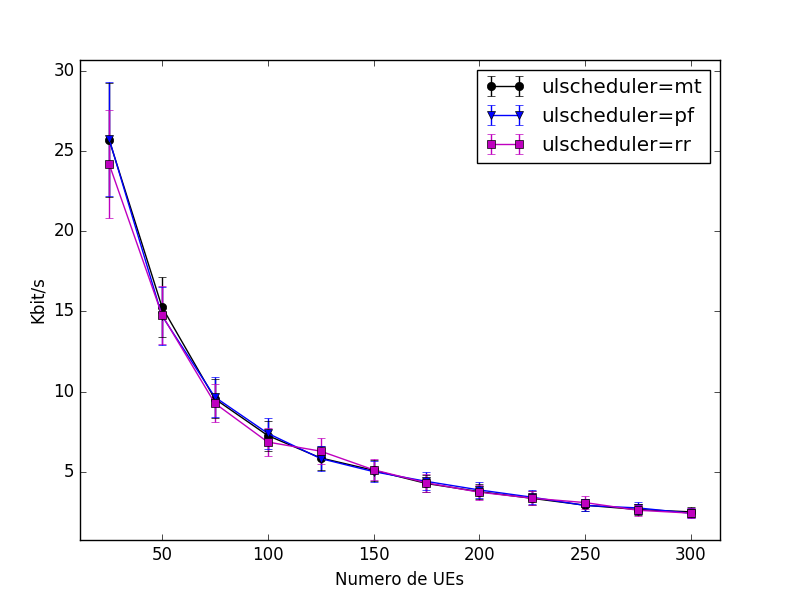 30
25
20
15
10
5
Kbit/s
ulscheduler=mt
ulscheduler=pf
ulscheduler=rr
50 100 150 200 250 300
Numero de UEs